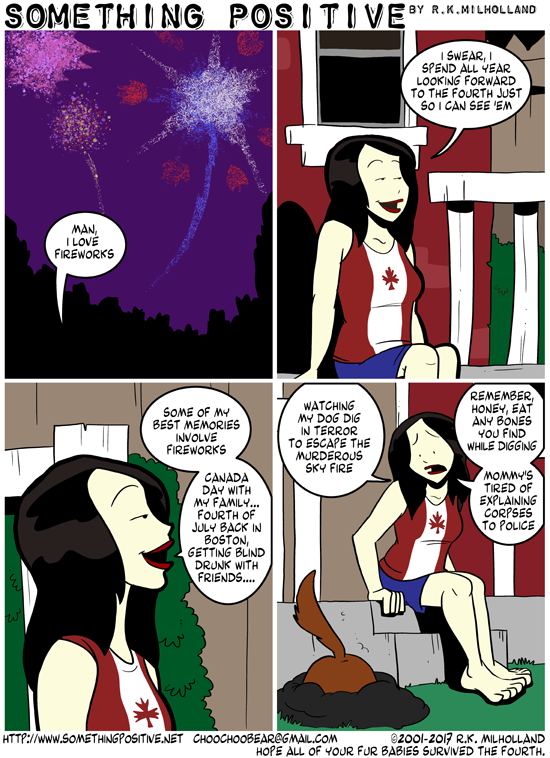 SOMETHING POSITIVE BY R.K.MILHOLLAND
MAN,
I LOVE
FIREWORKS
I SWEAR, I
SPEND ALL YEAR
LOOKING FORWARD
TO THE FOURTH JUST
SO I CAN SEE 'EM
SOME OF MY
BEST MEMORIES
INVOLVE
FIREWORKS
CANADA
DAY WITH
MY FAMILY...
FOURTH OF
JULY BACK IN
BOSTON,
GETTING BLIND
DRUNK WITH
FRIENDS....
WATCHING
MY DOG DIG
IN TERROR
TO ESCAPE THE
MURDEROUS
SKY FIRE
REMEMBER,
HONEY, EAT
ANY BONES
YOU FIND
WHILE DIGGING
MOMMY'S
TIRED OF
EXPLAINING
CORPSES
TO POLICE
HTTP://WWW.SOMETHINGPOSITIVE.NET CHOOCHOOBEAR@GMAIL.COM ©2001-2017 R.K. MILHOLLAND
HOPE ALL OF YOUR FUR BABIES SURVIVED THE FOURTH.